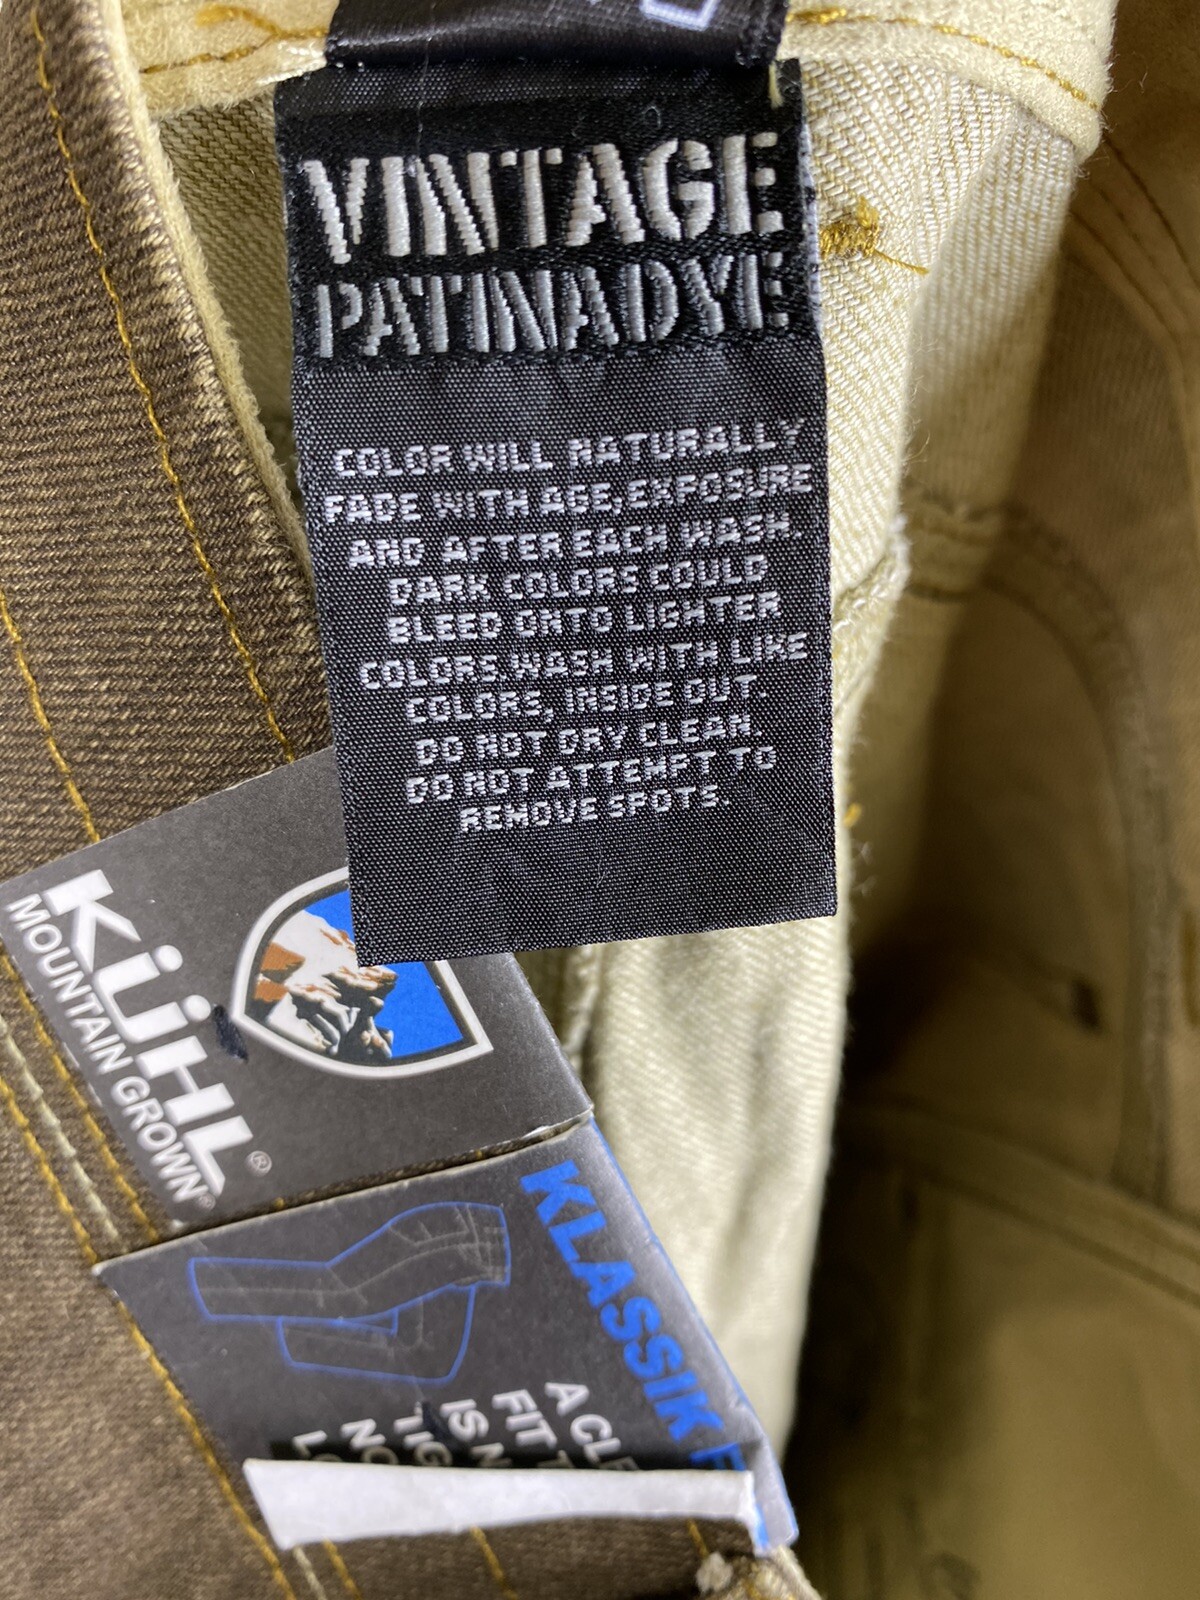 VINTAGE
PATINADYE
COLOR WILL NATURALLY
FADE WITH AGE, EXPOSURE
AND AFTER EACH WASH.
DARK COLORS COULD
BLEED ONTO LIGHTER
COLORS. WASH WITH LIKE
COLORS, INSIDE OUT.
DO NOT DRY CLEAN.
DO NOT ATTEMPT TO
REMOVE SPOTS.
KÜHL®
MOUNTAIN GROWN®
KLASSIK
A
FIT
IS